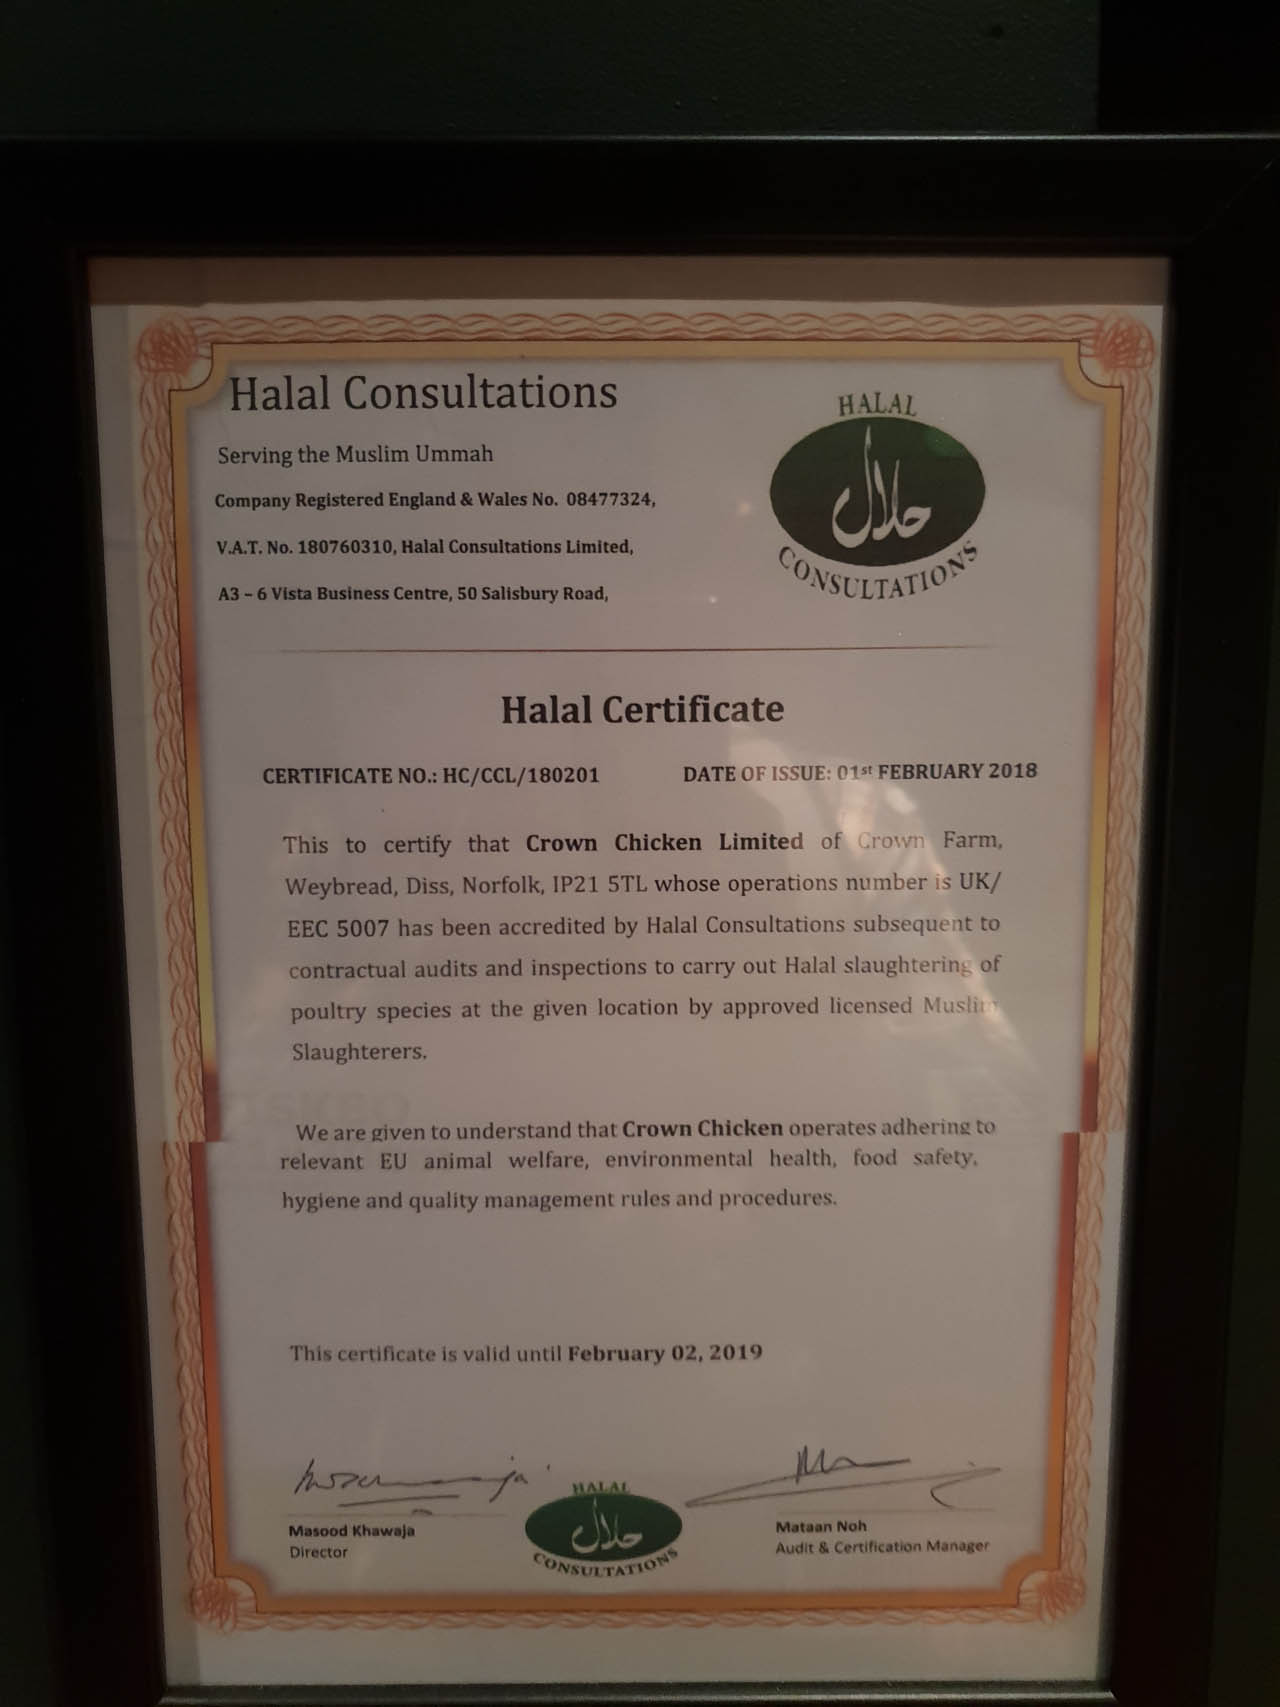 Halal Consultations
Serving the Muslim Ummah
Company Registered England & Wales No. 08477324,
V.A.T. No. 180760310, Halal Consultations Limited,
A3 – 6 Vista Business Centre, 50 Salisbury Road,
HALAL
حلال
CONSULTATIONS
Halal Certificate
CERTIFICATE NO.: HC/CCL/180201 DATE OF ISSUE: 01st FEBRUARY 2018
This to certify that Crown Chicken Limited of Crown Farm,
Weybread, Diss, Norfolk, IP21 5TL whose operations number is UK/
EEC 5007 has been accredited by Halal Consultations subsequent to
contractual audits and inspections to carry out Halal slaughtering of
poultry species at the given location by approved licensed Muslim
Slaughterers.
We are given to understand that Crown Chicken operates adhering to
relevant EU animal welfare, environmental health, food safety,
hygiene and quality management rules and procedures.
This certificate is valid until February 02, 2019
Masood Khawaja
Director
HALAL
حلال
CONSULTATIONS
Mataan Noh
Audit & Certification Manager